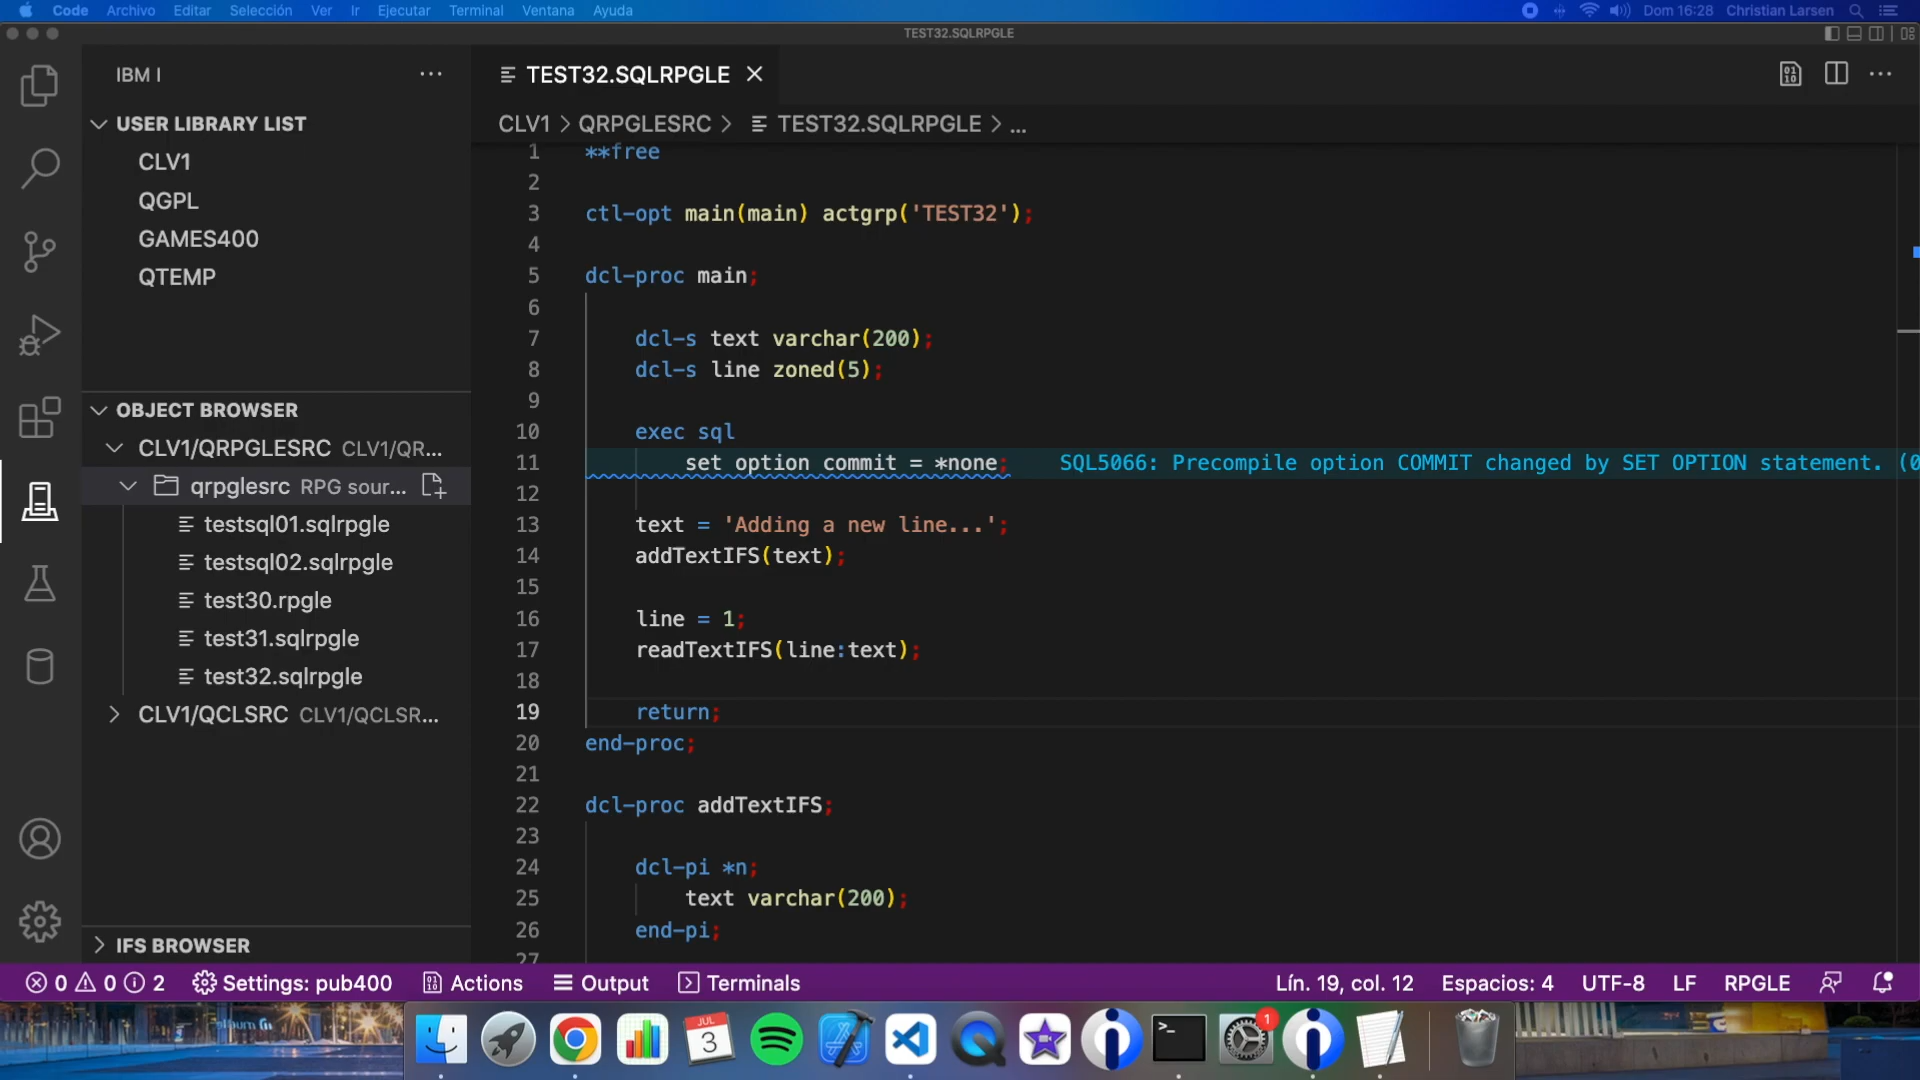 Code Archivo Editar Selección Ver Ir Ejecutar Terminal Ventana Ayuda Dom 16:28 Christian Larsen
TEST32.SQLRPGLE
IBM I
USER LIBRARY LIST
CLV1
QGPL
GAMES400
QTEMP
OBJECT BROWSER
CLV1/QRPGLESRC CLV1/QR...
qrpglesrc RPG sour...
testsql01.sqlrpgle
testsql02.sqlrpgle
test30.rpgle
test31.sqlrpgle
test32.sqlrpgle
CLV1/QCLSRC CLV1/QCLSR...
IFS BROWSER
TEST32.SQLRPGLE
CLV1 > QRPGLESRC > TEST32.SQLRPGLE > ...
1 **free
2
3 ctl-opt main(main) actgrp('TEST32');
4
5 dcl-proc main;
6
7 dcl-s text varchar(200);
8 dcl-s line zoned(5);
9
10 exec sql
11 set option commit = *none; SQL5066: Precompile option COMMIT changed by SET OPTION statement. (0
12
13 text = 'Adding a new line...';
14 addTextIFS(text);
15
16 line = 1;
17 readTextIFS(line:text);
18
19 return;
20 end-proc;
21
22 dcl-proc addTextIFS;
23
24 dcl-pi *n;
25 text varchar(200);
26 end-pi;
27
0 0 2 Settings: pub400 Actions Output Terminals Lín. 19, col. 12 Espacios: 4 UTF-8 LF RPGLE
JUL
3
1